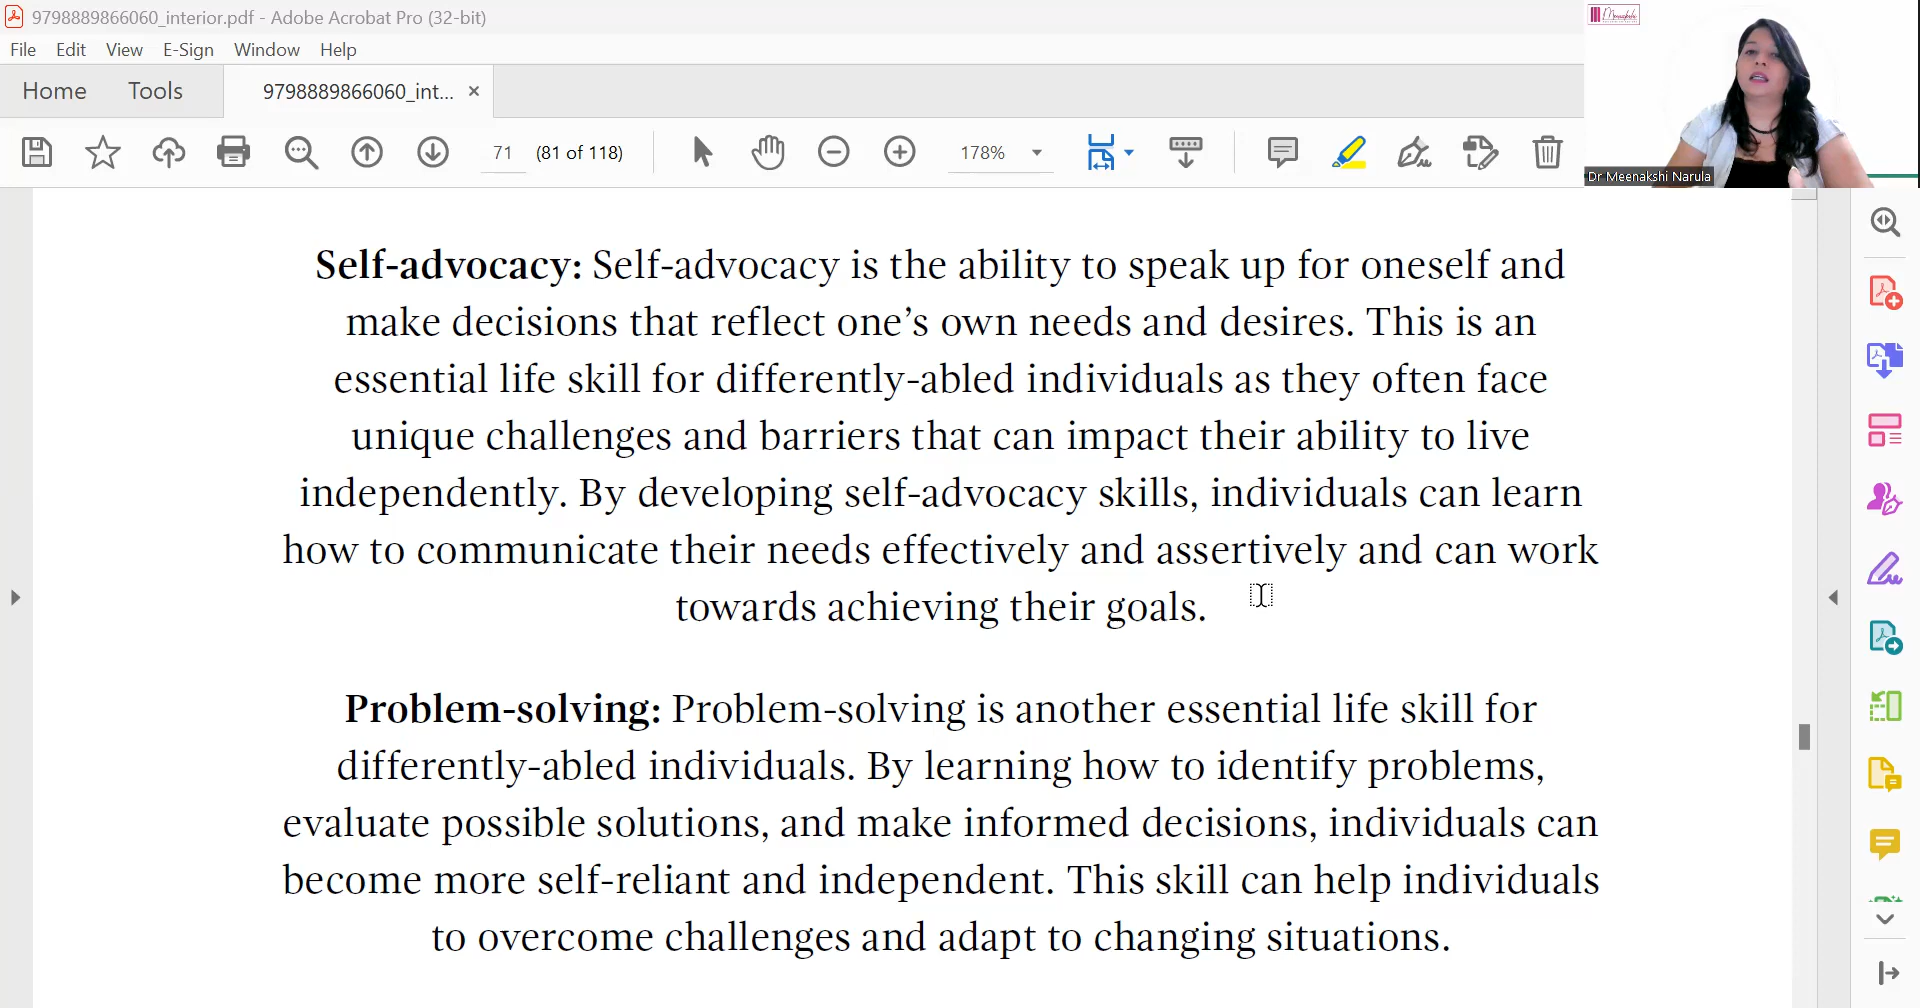 9798889866060_interior.pdf - Adobe Acrobat Pro (32-bit)
File Edit View E-Sign Window Help
Home Tools 9798889866060_int... ×
71 (81 of 118) 178%
Dr Meenakshi Narula
Self-advocacy: Self-advocacy is the ability to speak up for oneself and
make decisions that reflect one’s own needs and desires. This is an
essential life skill for differently-abled individuals as they often face
unique challenges and barriers that can impact their ability to live
independently. By developing self-advocacy skills, individuals can learn
how to communicate their needs effectively and assertively and can work
towards achieving their goals.
Problem-solving: Problem-solving is another essential life skill for
differently-abled individuals. By learning how to identify problems,
evaluate possible solutions, and make informed decisions, individuals can
become more self-reliant and independent. This skill can help individuals
to overcome challenges and adapt to changing situations.